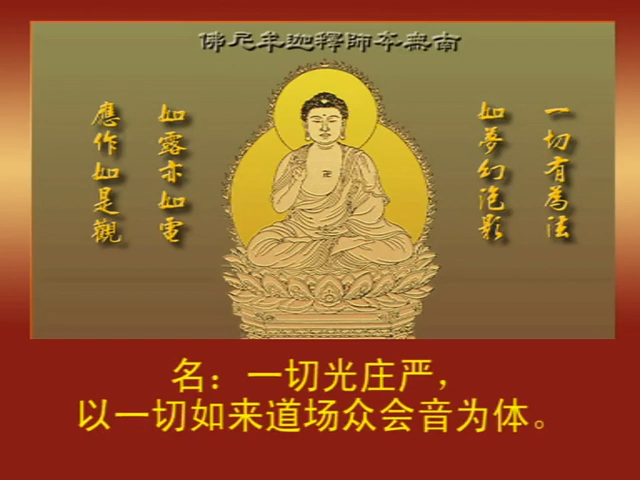 南無本師釋迦牟尼佛
一切有為法
如夢幻泡影
如露亦如電
應作如是觀
名：一切光庄严，
以一切如来道场众会音为体。